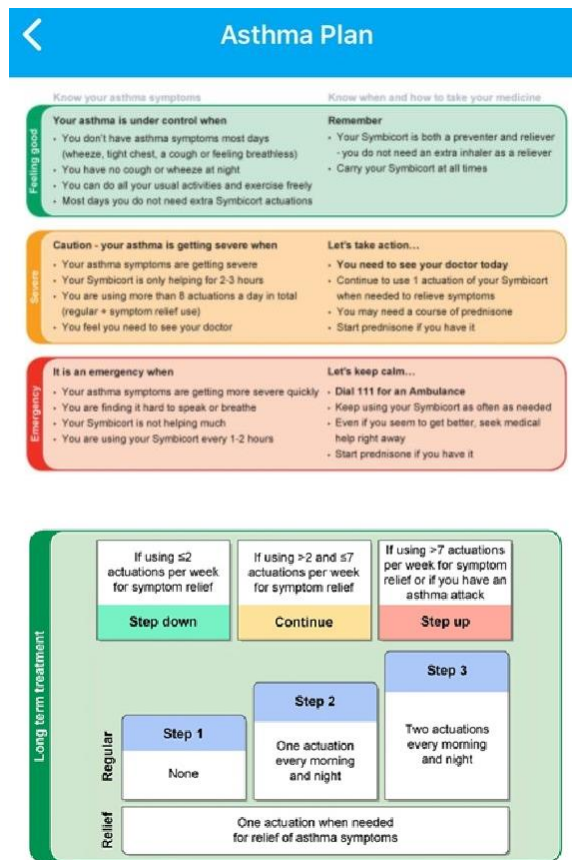 Asthma Plan
Know your asthma symptoms
Know when and how to take your medicine
Feeling good
Your asthma is under control when
• You don't have asthma symptoms most days
(wheeze, tight chest, a cough or feeling breathless)
• You have no cough or wheeze at night
• You can do all your usual activities and exercise freely
• Most days you do not need extra Symbicort actuations
Remember
• Your Symbicort is both a preventer and reliever
- you do not need an extra inhaler as a reliever
• Carry your Symbicort at all times
Severe
Caution - your asthma is getting severe when
• Your asthma symptoms are getting severe
• Your Symbicort is only helping for 2-3 hours
• You are using more than 8 actuations a day in total
(regular + symptom relief use)
• You feel you need to see your doctor
Let's take action...
• You need to see your doctor today
• Continue to use 1 actuation of your Symbicort
when needed to relieve symptoms
• You may need a course of prednisone
• Start prednisone if you have it
Emergency
It is an emergency when
• Your asthma symptoms are getting more severe quickly
• You are finding it hard to speak or breathe
• Your Symbicort is not helping much
• You are using your Symbicort every 1-2 hours
Let's keep calm...
• Dial 111 for an Ambulance
• Keep using your Symbicort as often as needed
• Even if you seem to get better, seek medical
help right away
• Start prednisone if you have it
Long term treatment
If using ≤2
actuations per week
for symptom relief
Step down
If using >2 and ≤7
actuations per week
for symptom relief
Continue
If using >7 actuations
per week for symptom
relief or if you have an
asthma attack
Step up
Regular
Step 1
None
Step 2
One actuation
every morning
and night
Step 3
Two actuations
every morning
and night
Relief
One actuation when needed
for relief of asthma symptoms